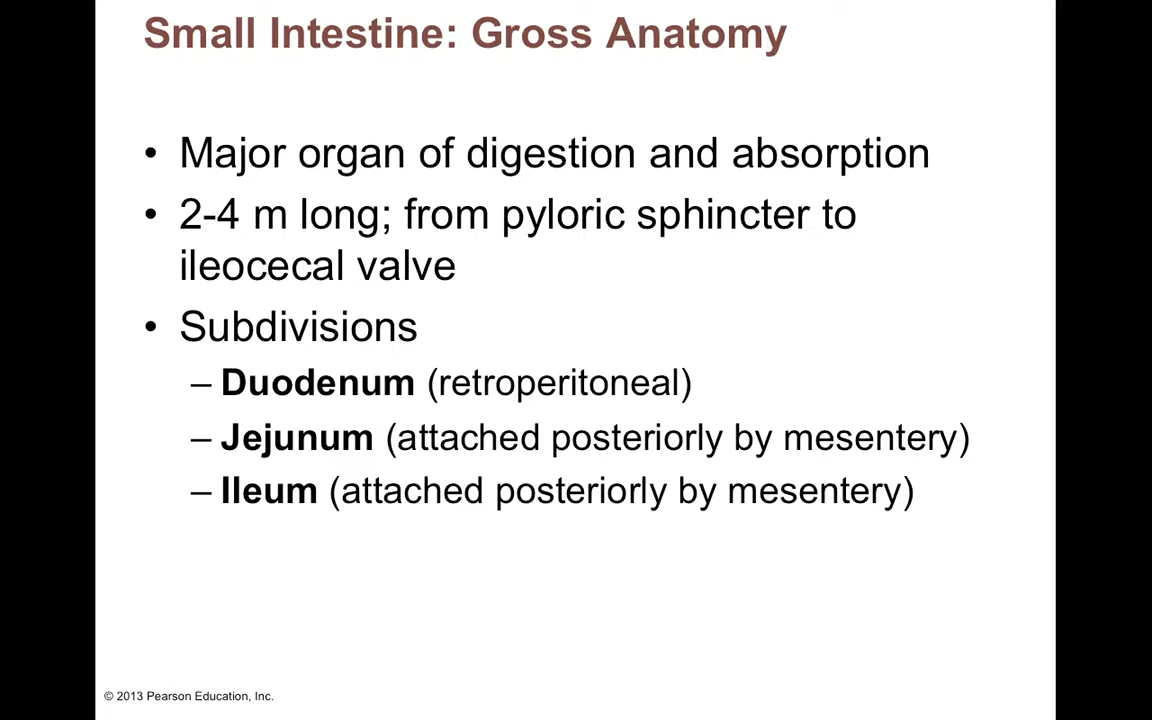 Small Intestine: Gross Anatomy
• Major organ of digestion and absorption
• 2-4 m long; from pyloric sphincter to
ileocecal valve
• Subdivisions
– Duodenum (retroperitoneal)
– Jejunum (attached posteriorly by mesentery)
– Ileum (attached posteriorly by mesentery)
© 2013 Pearson Education, Inc.